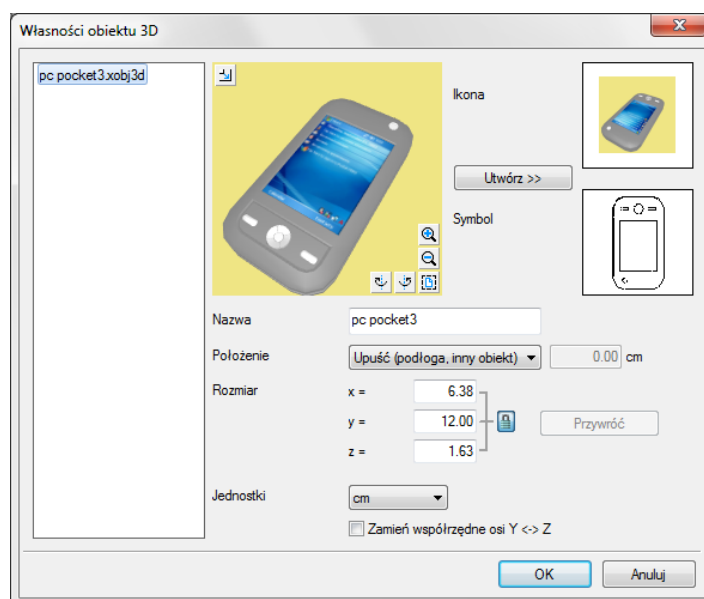 Własności obiektu 3D
pc pocket3.xobj3d
Ikona
Utwórz >>
Symbol
Nazwa pc pocket3
Położenie Upuść (podłoga, inny obiekt) 0.00 cm
Rozmiar x = 6.38
y = 12.00 Przywróć
z = 1.63
Jednostki cm
Zamień współrzędne osi Y <-> Z
OK Anuluj